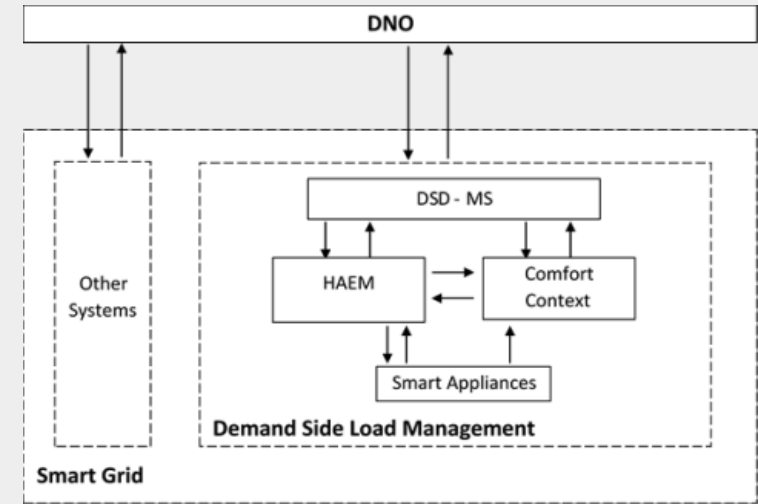 DNO
DSD - MS
HAEM
Comfort
Context
Other
Systems
Smart Appliances
Demand Side Load Management
Smart Grid